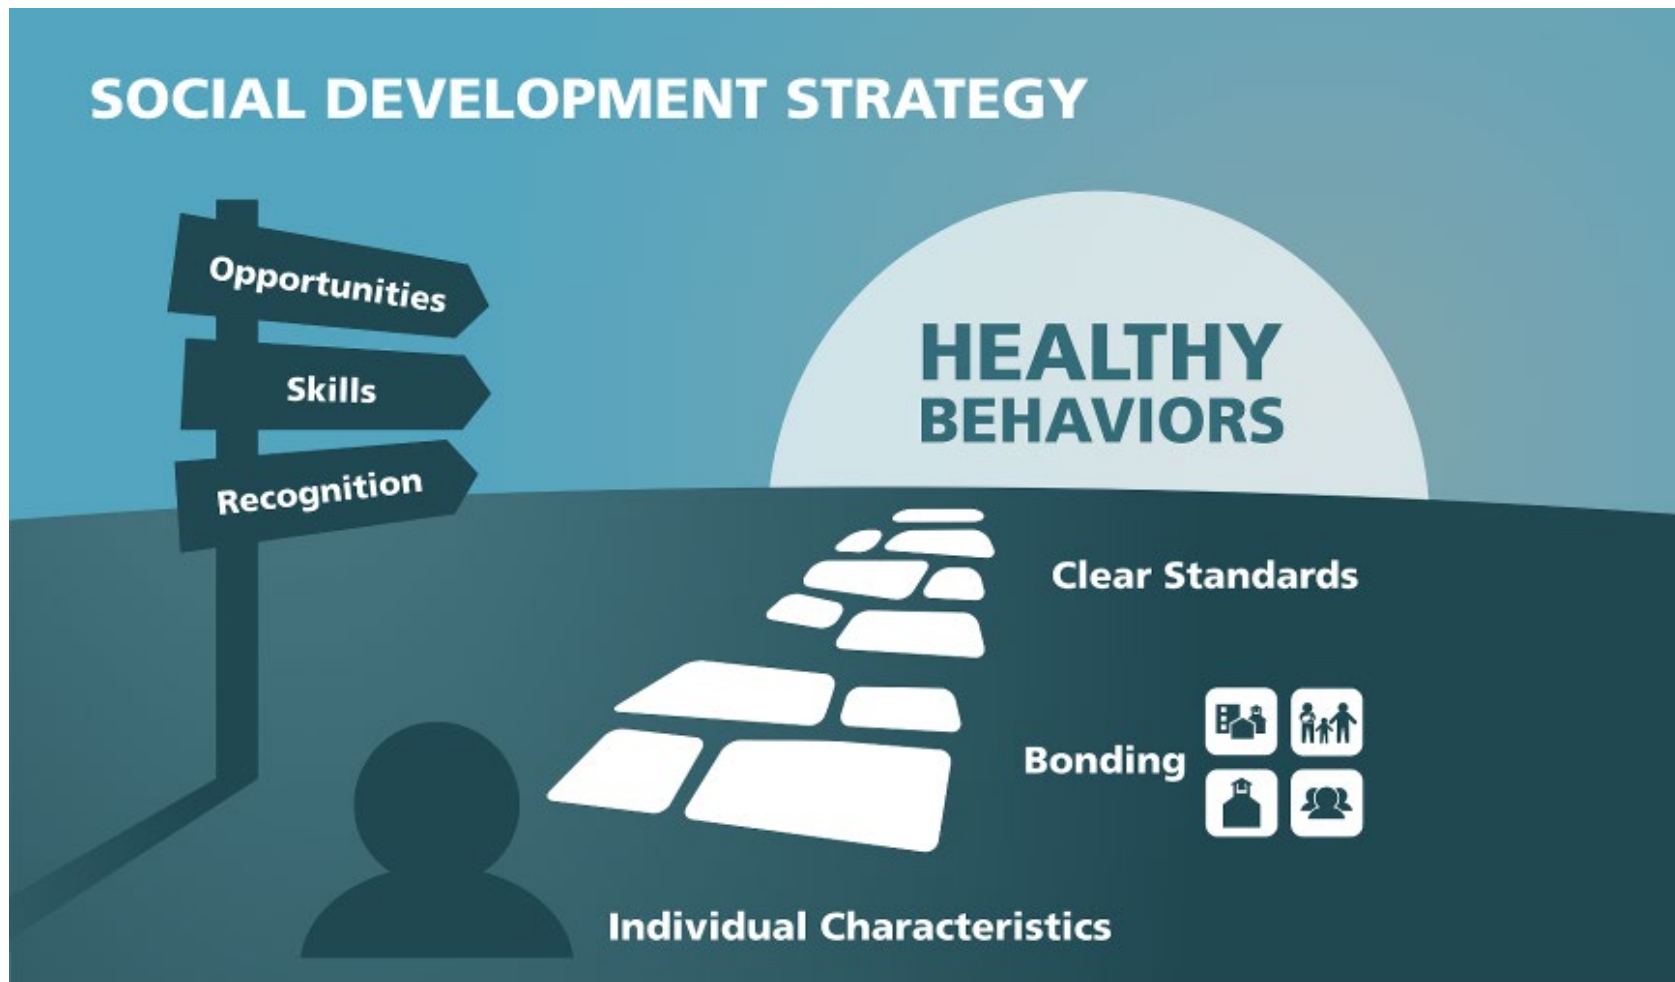 SOCIAL DEVELOPMENT STRATEGY
Opportunities
Skills
Recognition
HEALTHY
BEHAVIORS
Clear Standards
Bonding
Individual Characteristics